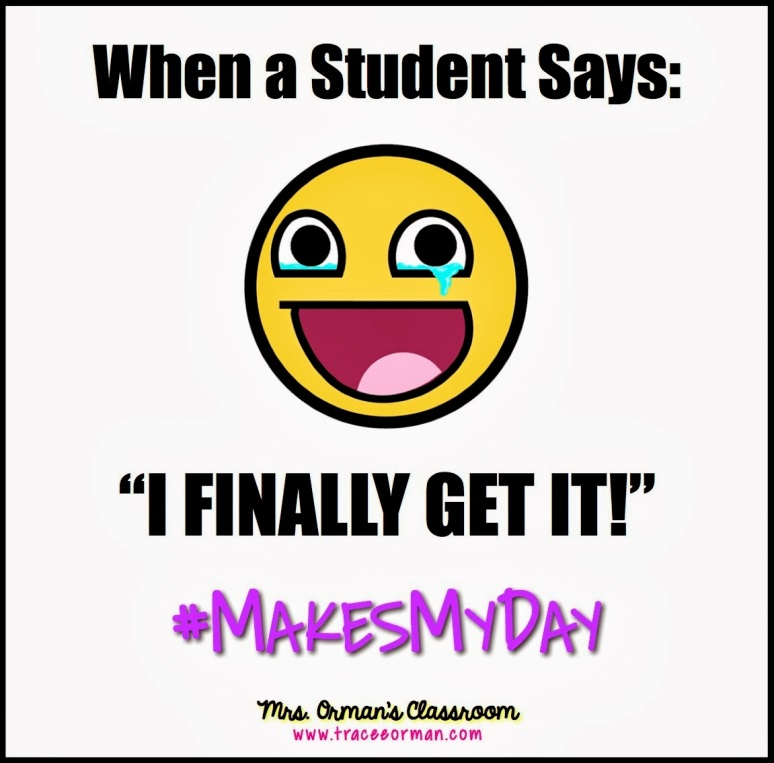 When a Student Says:
“I FINALLY GET IT!”
#MAKESMYDAY
Mrs. Orman's Classroom
www.traceeorman.com